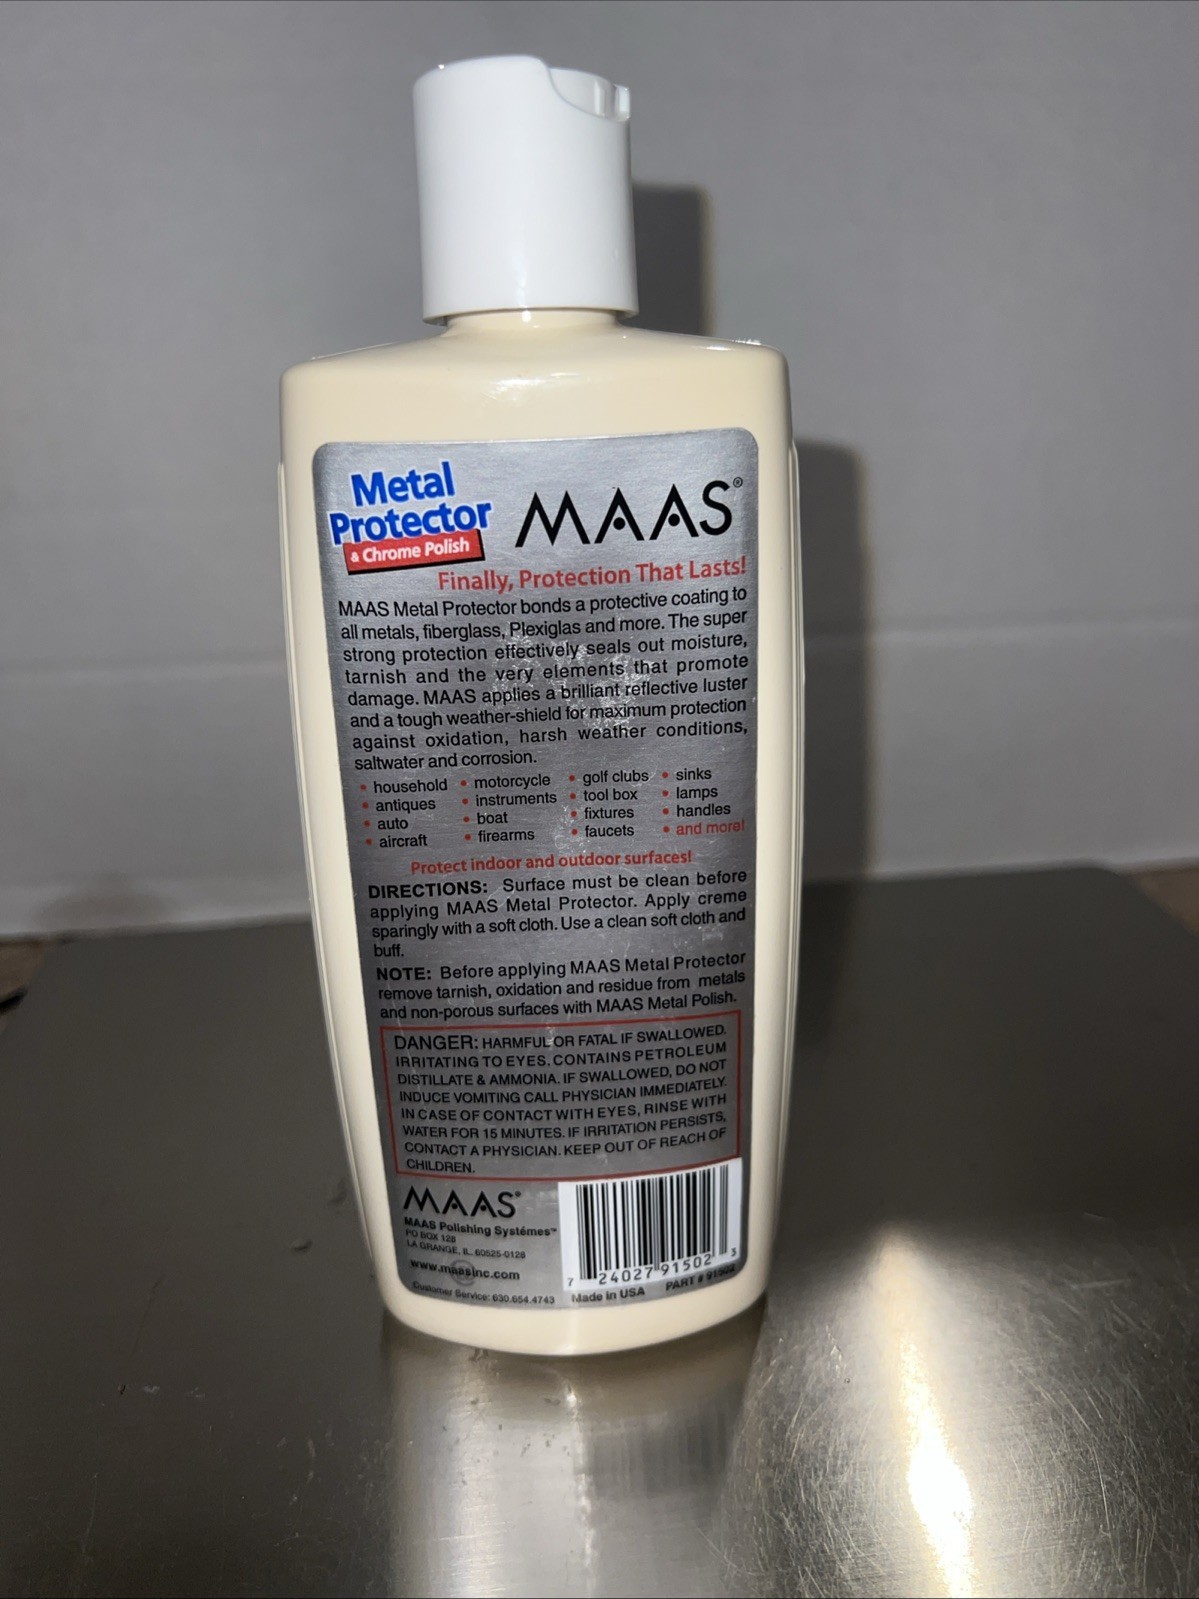 Metal
Protector
& Chrome Polish
MAAS®
Finally, Protection That Lasts!
MAAS Metal Protector bonds a protective coating to
all metals, fiberglass, Plexiglas and more. The super
strong protection effectively seals out moisture,
tarnish and the very elements that promote
damage. MAAS applies a brilliant reflective luster
and a tough weather-shield for maximum protection
against oxidation, harsh weather conditions,
saltwater and corrosion.
• household • motorcycle • golf clubs • sinks
• antiques • instruments • tool box • lamps
• auto • boat • fixtures • handles
• aircraft • firearms • faucets • and more!
Protect indoor and outdoor surfaces!
DIRECTIONS: Surface must be clean before
applying MAAS Metal Protector. Apply creme
sparingly with a soft cloth. Use a clean soft cloth and
buff.
NOTE: Before applying MAAS Metal Protector
remove tarnish, oxidation and residue from metals
and non-porous surfaces with MAAS Metal Polish.
DANGER: HARMFUL OR FATAL IF SWALLOWED.
IRRITATING TO EYES. CONTAINS PETROLEUM
DISTILLATE & AMMONIA. IF SWALLOWED, DO NOT
INDUCE VOMITING CALL PHYSICIAN IMMEDIATELY.
IN CASE OF CONTACT WITH EYES, RINSE WITH
WATER FOR 15 MINUTES. IF IRRITATION PERSISTS,
CONTACT A PHYSICIAN. KEEP OUT OF REACH OF
CHILDREN.
MAAS®
MAAS Polishing Systémes™
PO BOX 128
LA GRANGE, IL. 60525-0128
www.maasinc.com
Customer Service: 630.654.4743
7 24027 91502 3
Made in USA PART # 91502